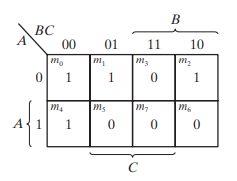 B
BC
A
00 01 11 10
m₀ m₁ m₃ m₂
0 1 1 0 1
m₄ m₅ m₇ m₆
A { 1 1 0 0 0
C